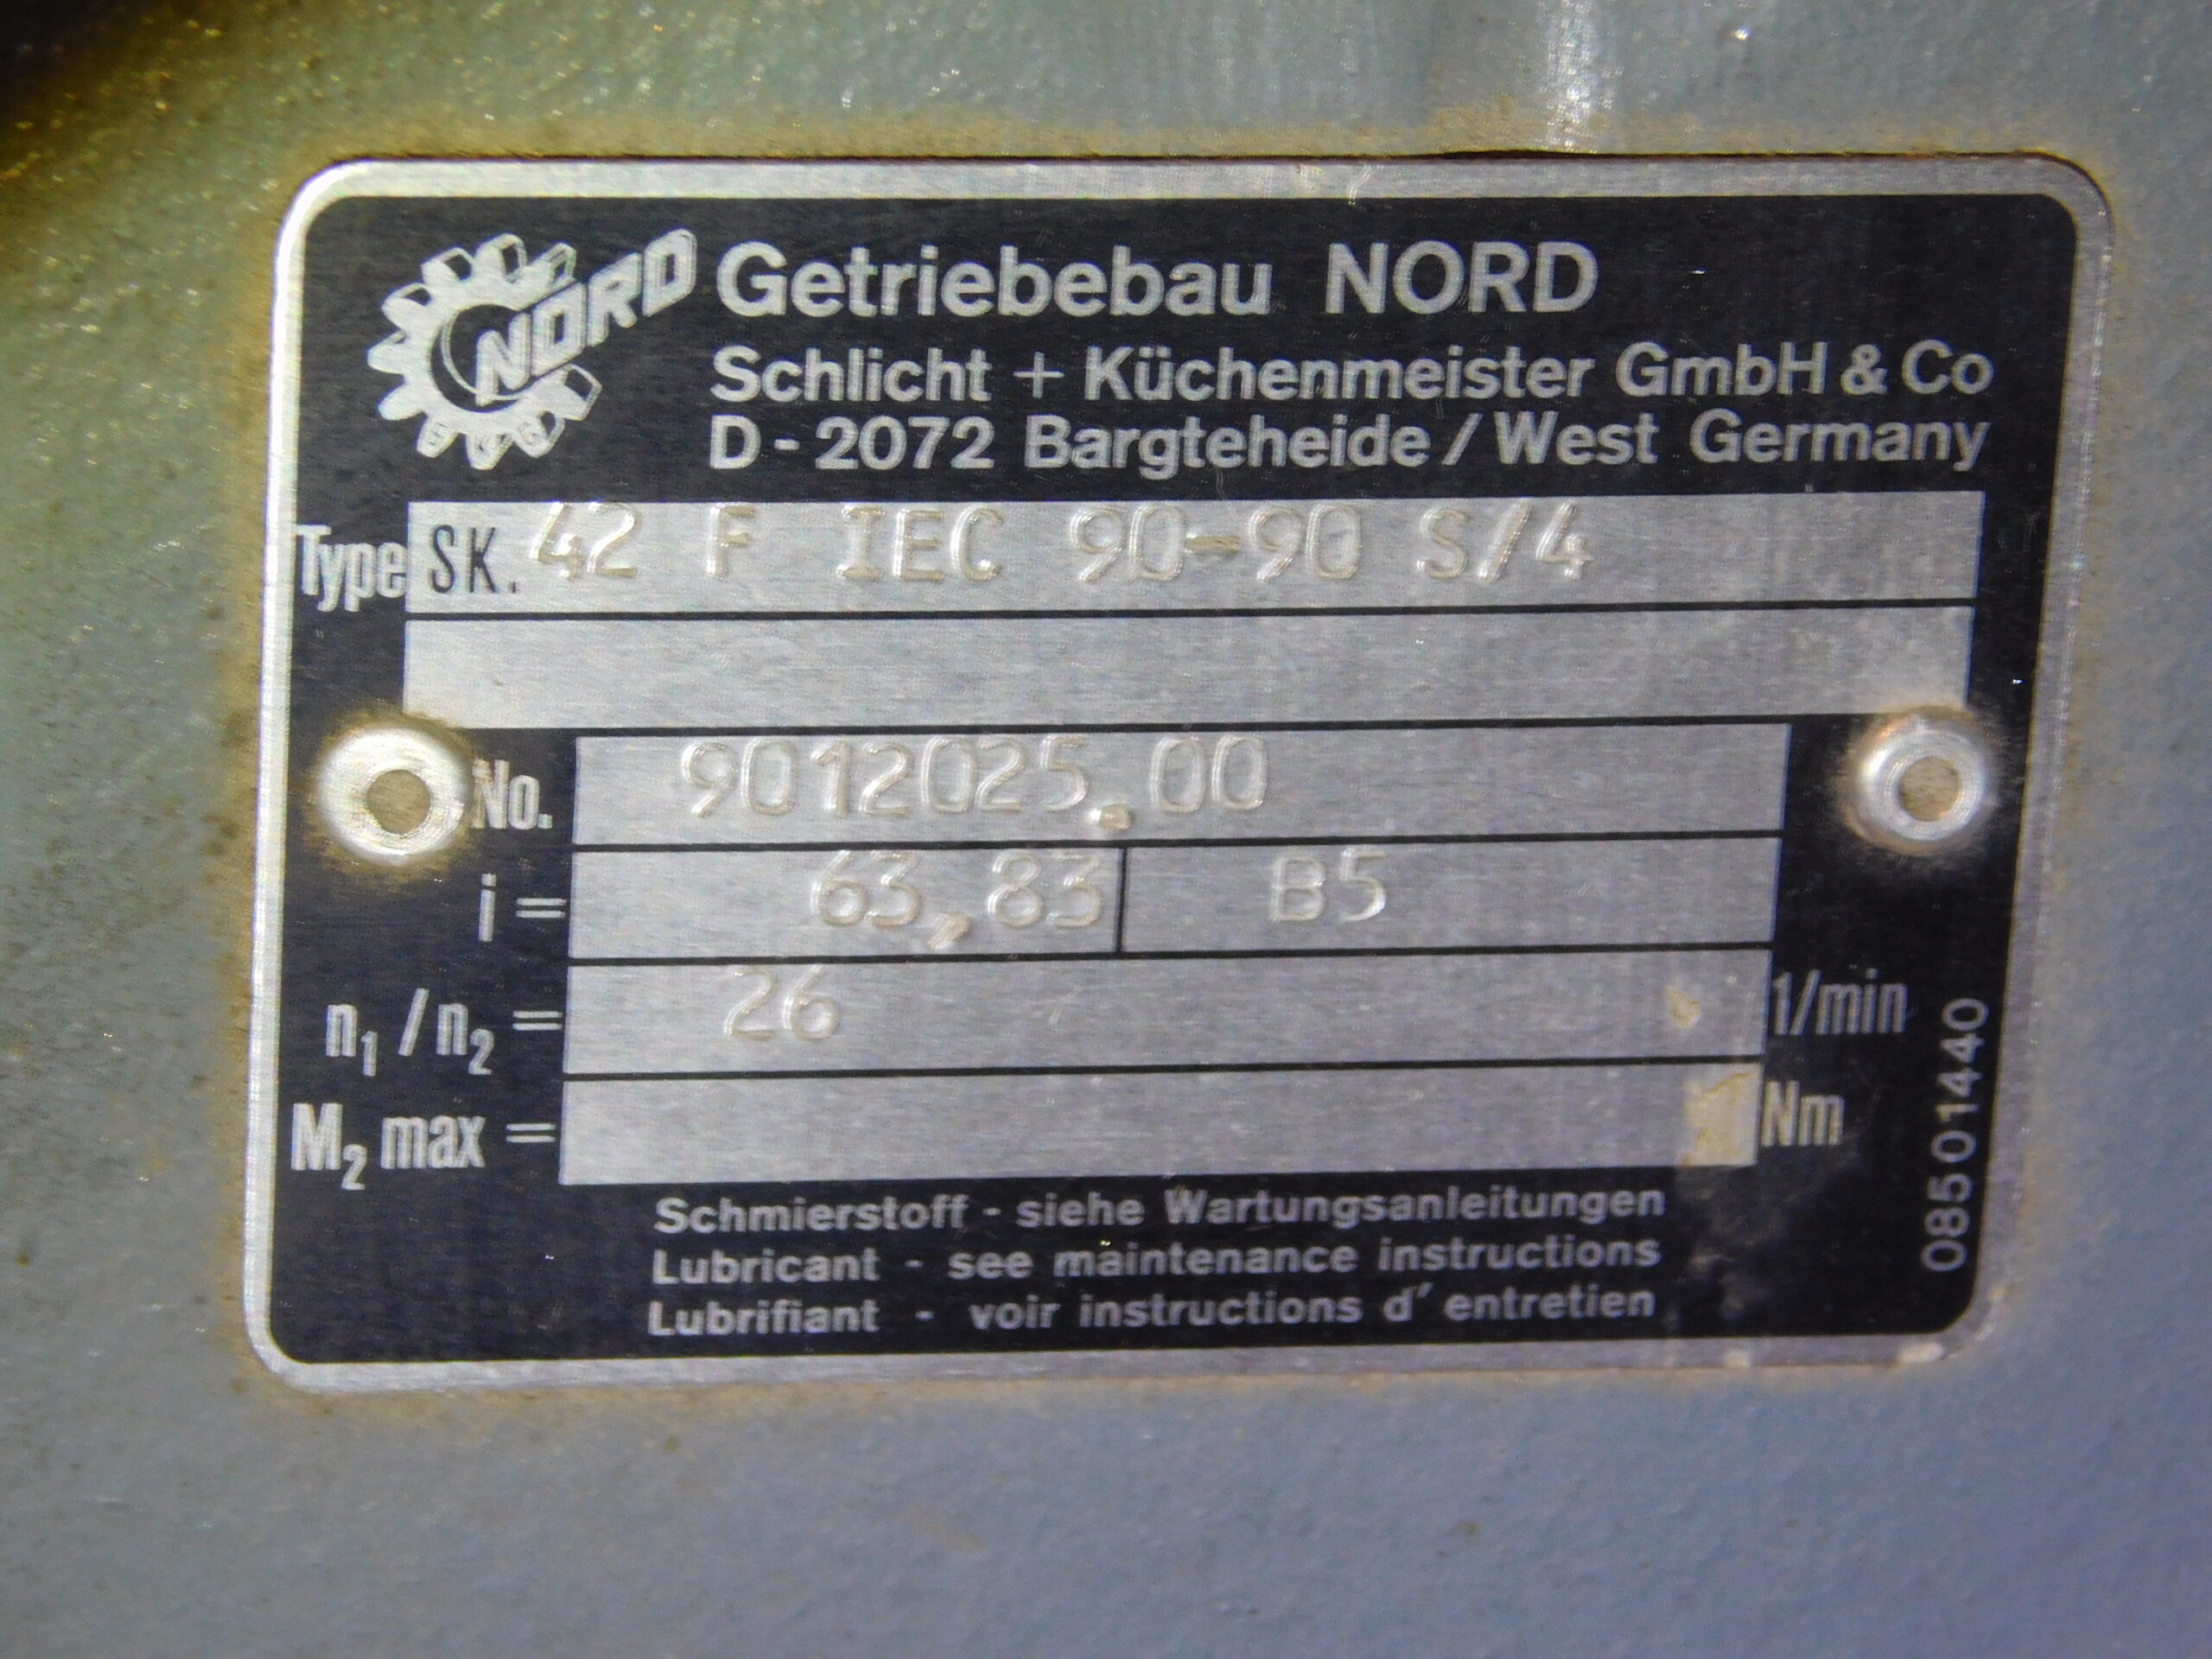 NORD Getriebebau NORD
SKG
Schlicht + Küchenmeister GmbH & Co
D - 2072 Bargteheide / West Germany
Type SK. 42 F IEC 90-90 S/4
No. 9012025.00
i = 63,83 B5
n1 / n2 = 26 1/min
M2 max = Nm
Schmierstoff - siehe Wartungsanleitungen
Lubricant - see maintenance instructions
Lubrifiant - voir instructions d' entretien
08501440